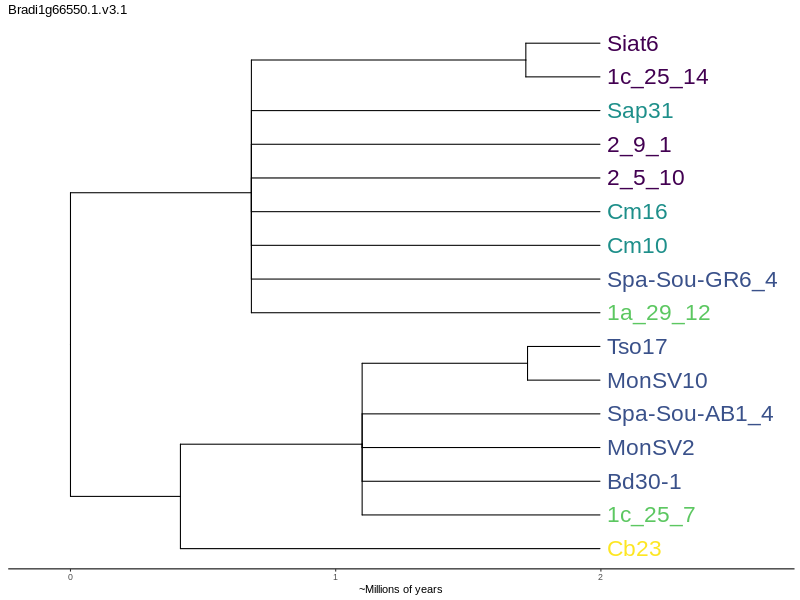 Bradi1g66550.1.v3.1
Siat6
1c_25_14
Sap31
2_9_1
2_5_10
Cm16
Cm10
Spa-Sou-GR6_4
1a_29_12
Tso17
MonSV10
Spa-Sou-AB1_4
MonSV2
Bd30-1
1c_25_7
Cb23
0 1 2
~Millions of years